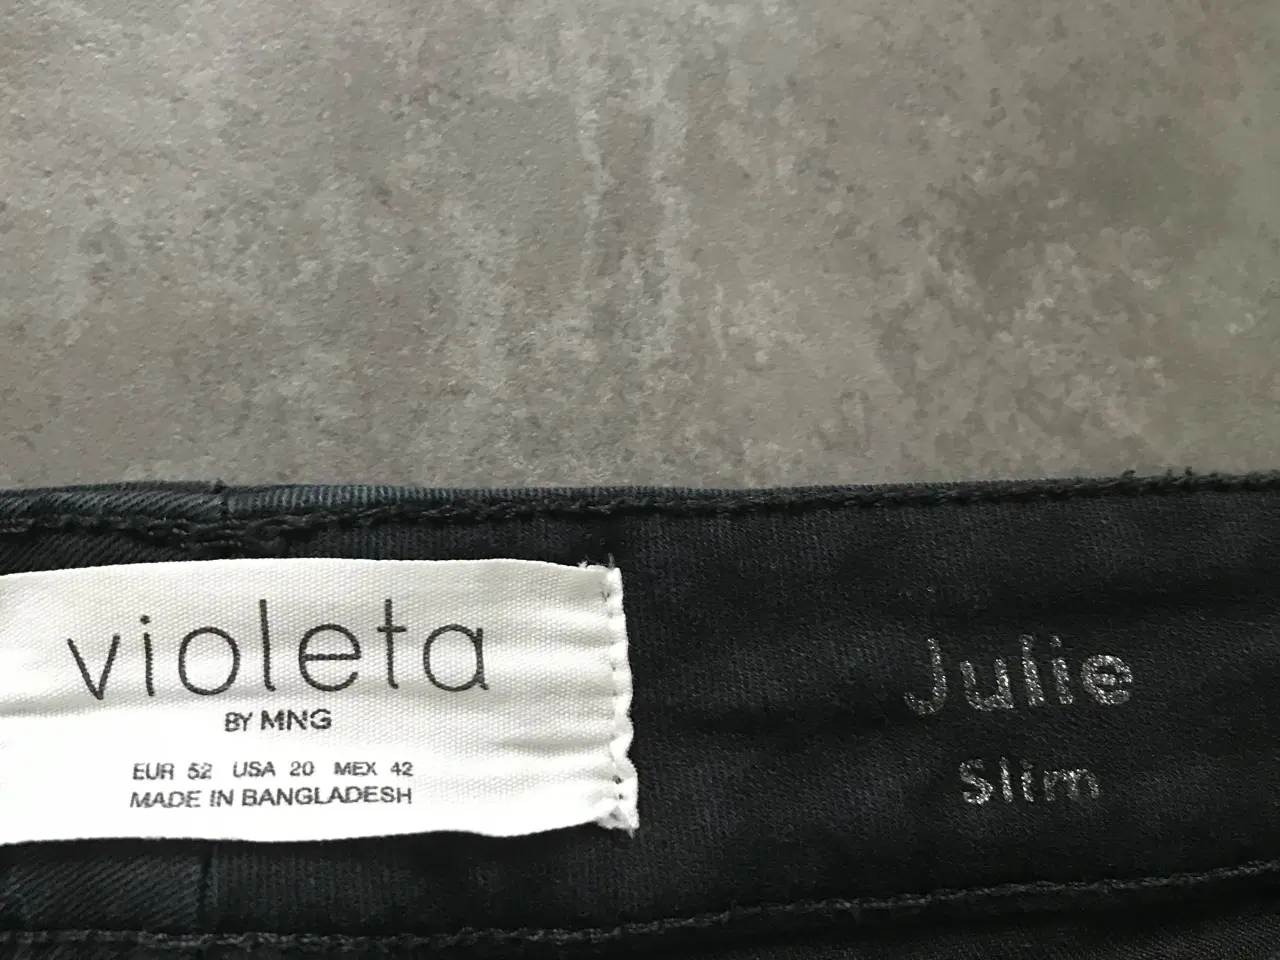 violeta
BY MNG
EUR 52 USA 20 MEX 42
MADE IN BANGLADESH
Julie
Slim